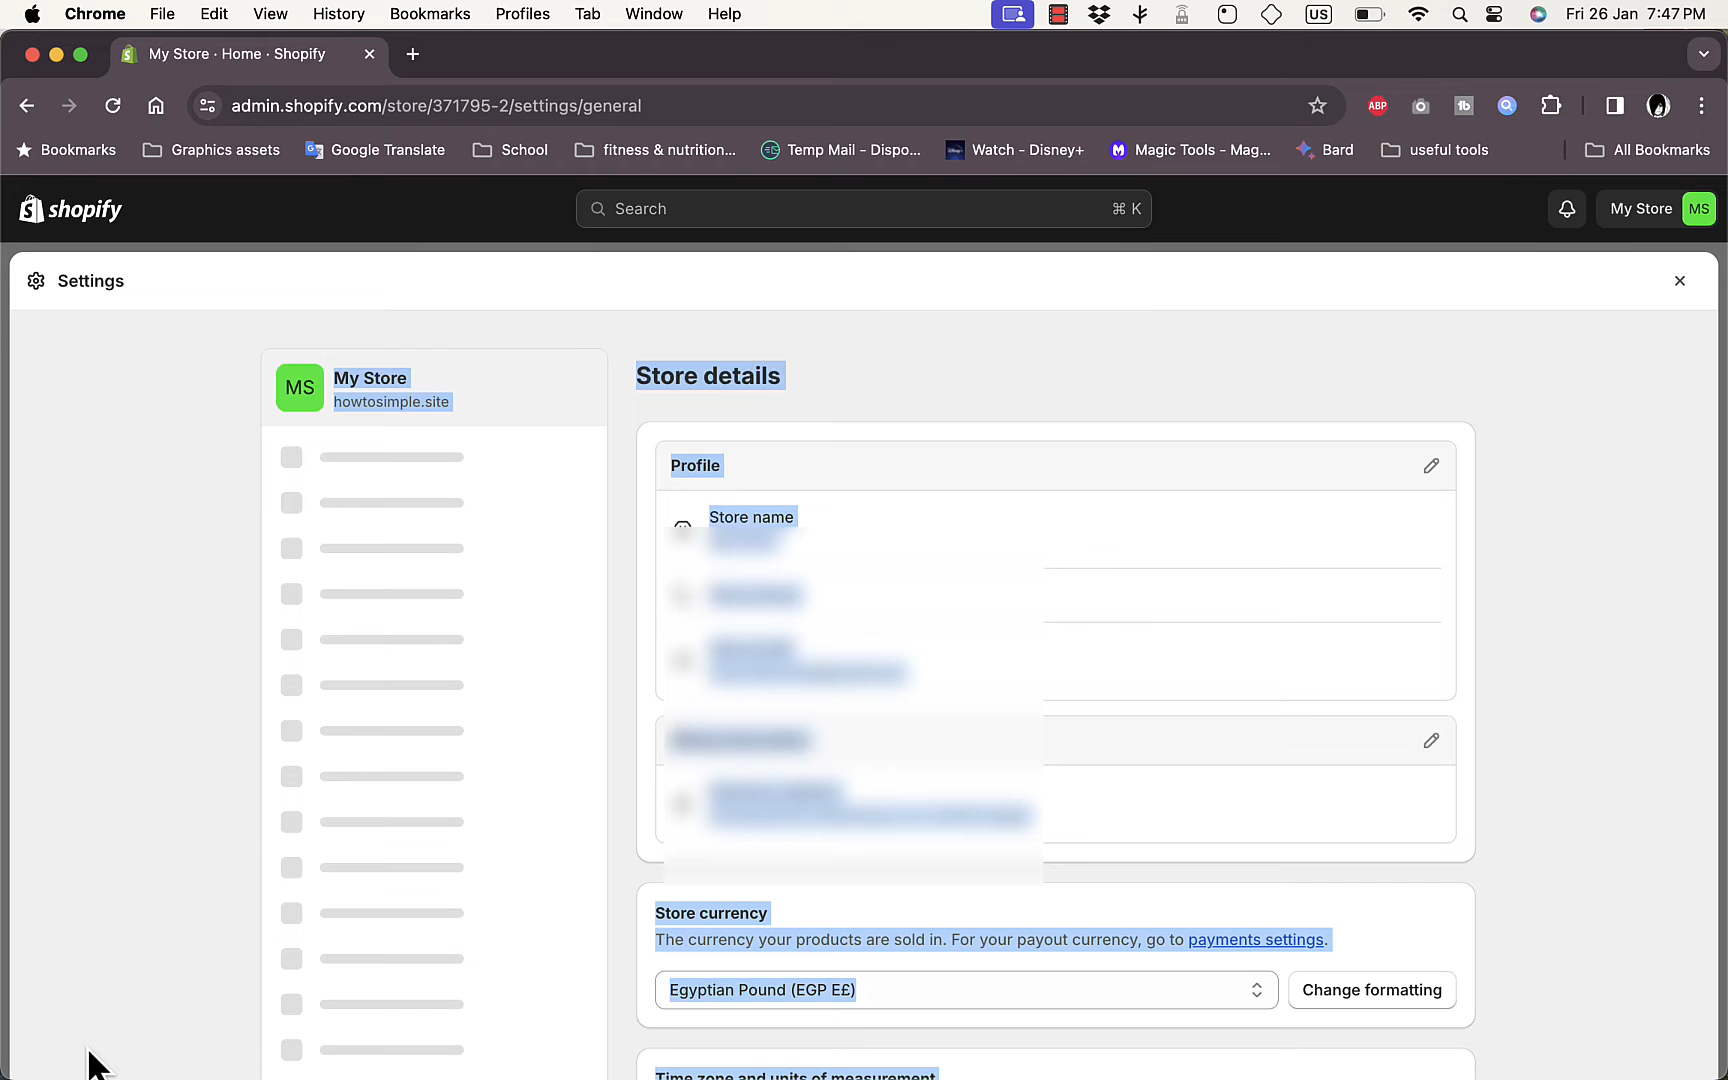 Chrome File Edit View History Bookmarks Profiles Tab Window Help US Fri 26 Jan 7:47 PM
My Store · Home · Shopify
admin.shopify.com/store/371795-2/settings/general ABP tb
Bookmarks Graphics assets Google Translate School fitness & nutrition... Temp Mail - Dispo... Watch - Disney+ M Magic Tools - Mag... Bard useful tools All Bookmarks
shopify Search ⌘ K My Store MS
Settings
MS My Store
howtosimple.site
Store details
Profile
Store name
Store currency
The currency your products are sold in. For your payout currency, go to payments settings.
Egyptian Pound (EGP E£) Change formatting
Time zone and units of measurement